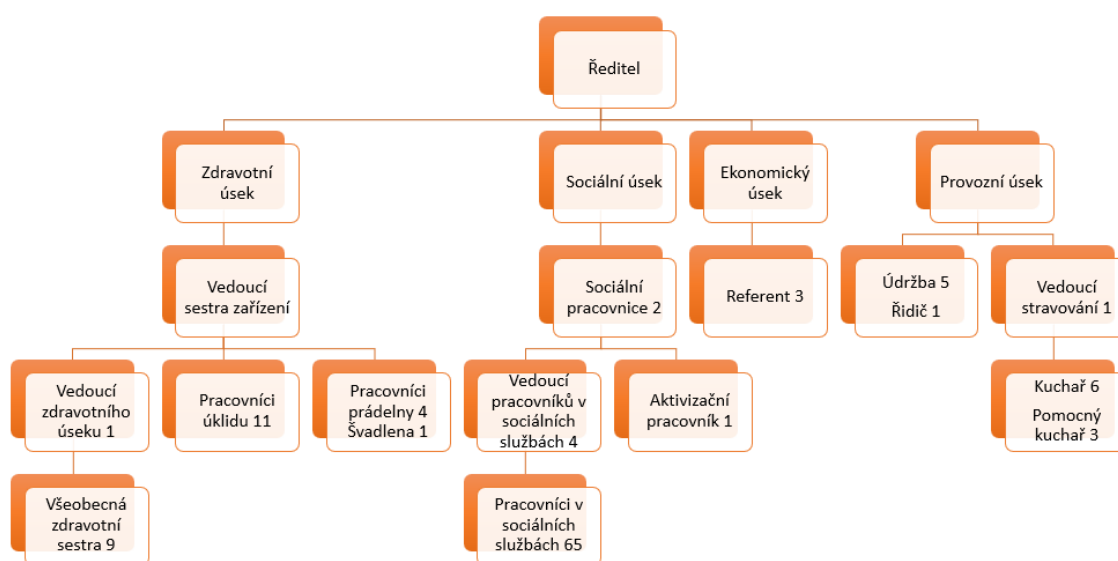 Ředitel
Zdravotní
úsek
Sociální úsek
Ekonomický
úsek
Provozní úsek
Vedoucí
sestra zařízení
Sociální
pracovnice 2
Referent 3
Údržba 5
Řidič 1
Vedoucí
stravování 1
Vedoucí
zdravotního
úseku 1
Pracovníci
úklidu 11
Pracovníci
prádelny 4
Švadlena 1
Vedoucí
pracovníků v
sociálních
službách 4
Aktivizační
pracovník 1
Kuchař 6
Pomocný
kuchař 3
Všeobecná
zdravotní
sestra 9
Pracovníci v
sociálních
službách 65